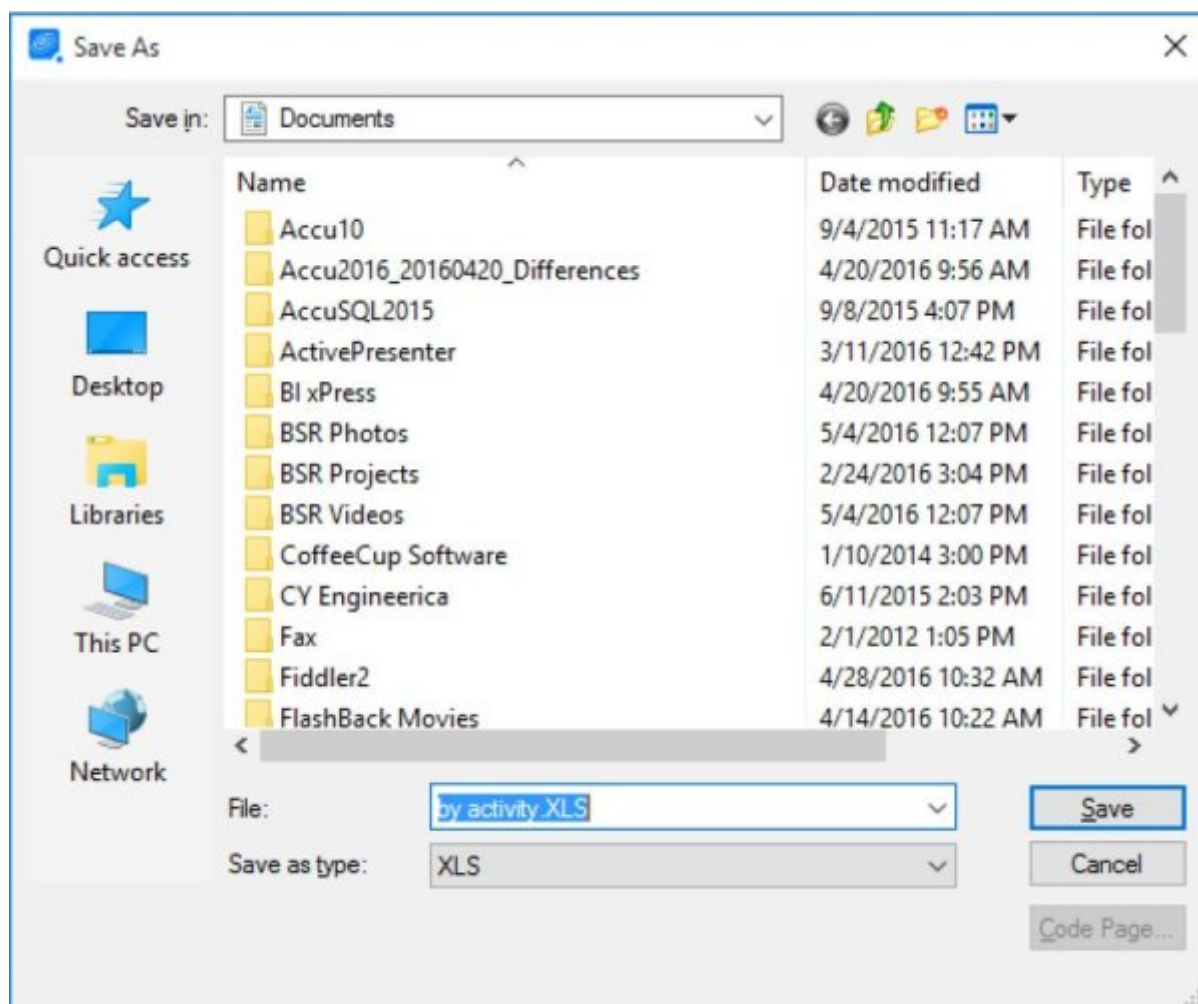 Save As
Save in: Documents
Name Date modified Type
Quick access
Desktop
Libraries
This PC
Network
Accu10 9/4/2015 11:17 AM File fol
Accu2016_20160420_Differences 4/20/2016 9:56 AM File fol
AccuSQL2015 9/8/2015 4:07 PM File fol
ActivePresenter 3/11/2016 12:42 PM File fol
BI xPress 4/20/2016 9:55 AM File fol
BSR Photos 5/4/2016 12:07 PM File fol
BSR Projects 2/24/2016 3:04 PM File fol
BSR Videos 5/4/2016 12:07 PM File fol
CoffeeCup Software 1/10/2014 3:00 PM File fol
CY Engineerica 6/11/2015 2:03 PM File fol
Fax 2/1/2012 1:05 PM File fol
Fiddler2 4/28/2016 10:32 AM File fol
FlashBack Movies 4/14/2016 10:22 AM File fol
File: by activity.XLS Save
Save as type: XLS Cancel
Code Page...